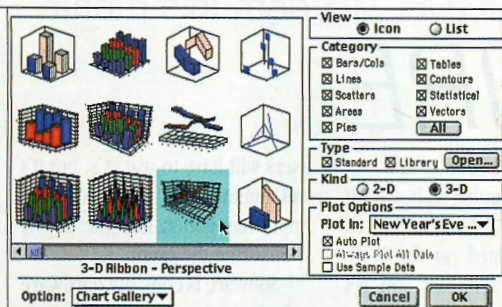 View
Icon
List
Category
Bars/Cols
Tables
Lines
Contours
Scatters
Statistical
Areas
Vectors
Pies
All
Type
Standard
Library
Open...
Kind
2-D
3-D
Plot Options
Plot In: New Year's Eve ...
Auto Plot
Always Plot All Data
Use Sample Data
3-D Ribbon - Perspective
Option: Chart Gallery
Cancel
OK